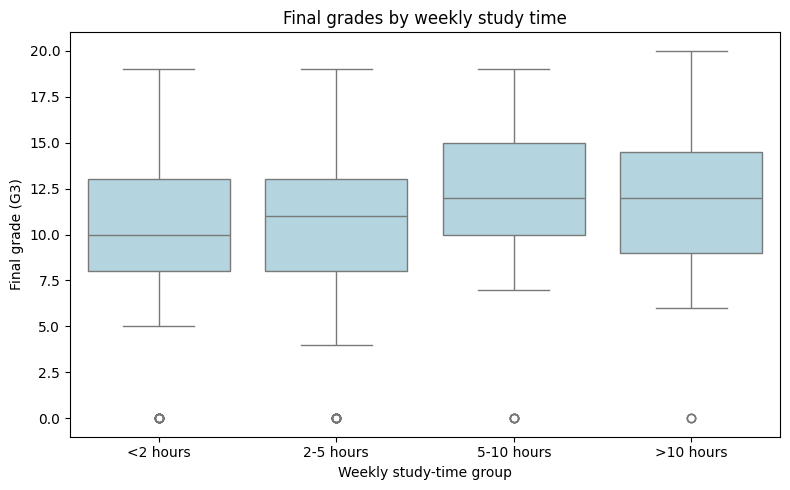 Final grades by weekly study time
20.0
17.5
15.0
12.5
10.0
7.5
5.0
2.5
0.0
Final grade (G3)
<2 hours
2-5 hours
5-10 hours
>10 hours
Weekly study-time group